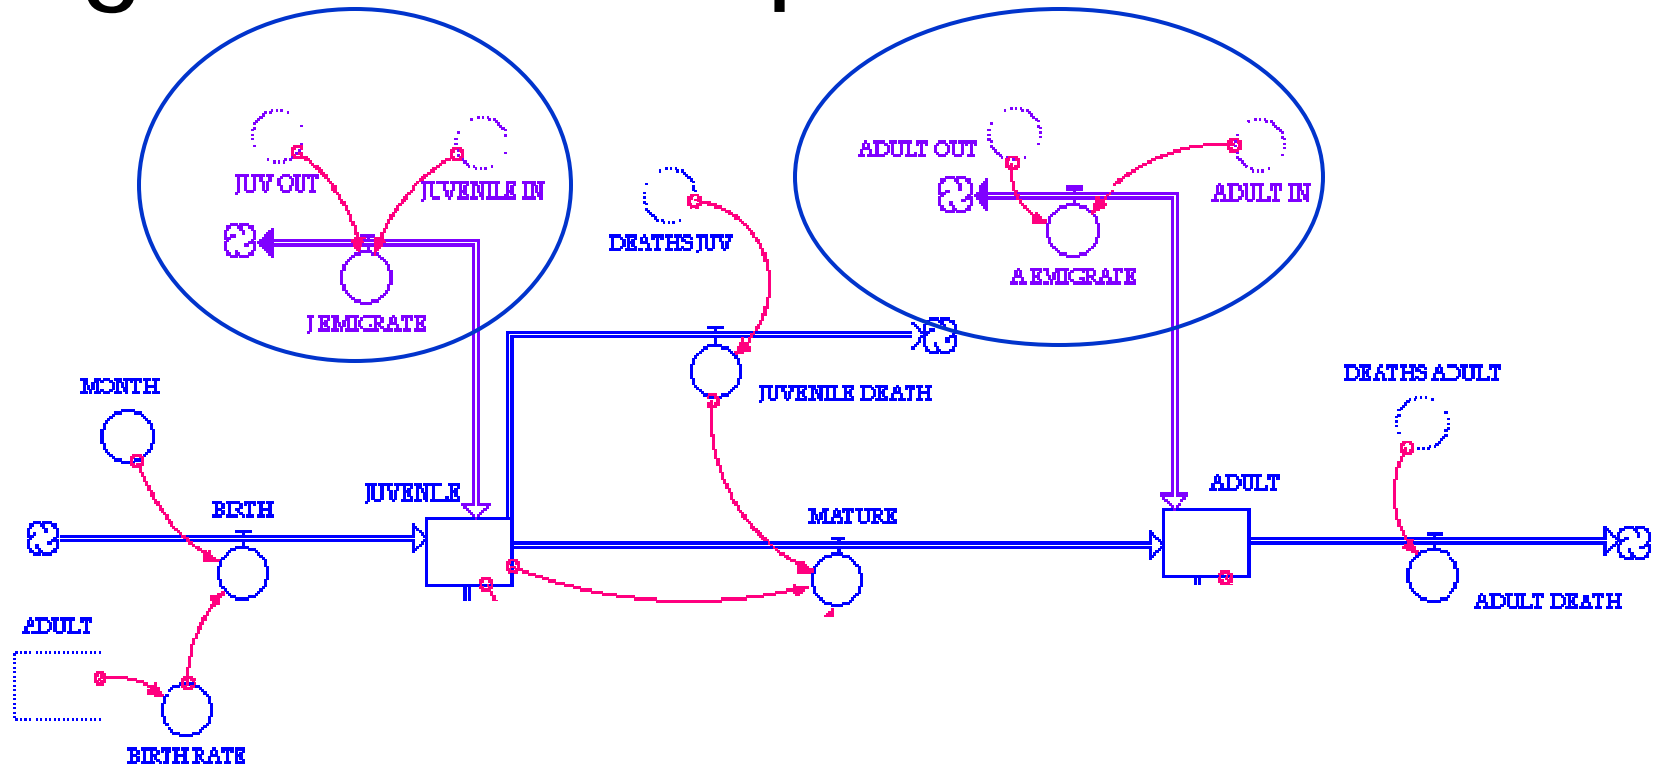 JUV OUT
JUVENILE IN
J EMIGRATE
DEATHS JUV
ADULT OUT
ADULT IN
A EMIGRATE
JUVENILE DEATH
DEATHS ADULT
MONTH
BIRTH
JUVENILE
MATURE
ADULT
ADULT DEATH
ADULT
BIRTH RATE